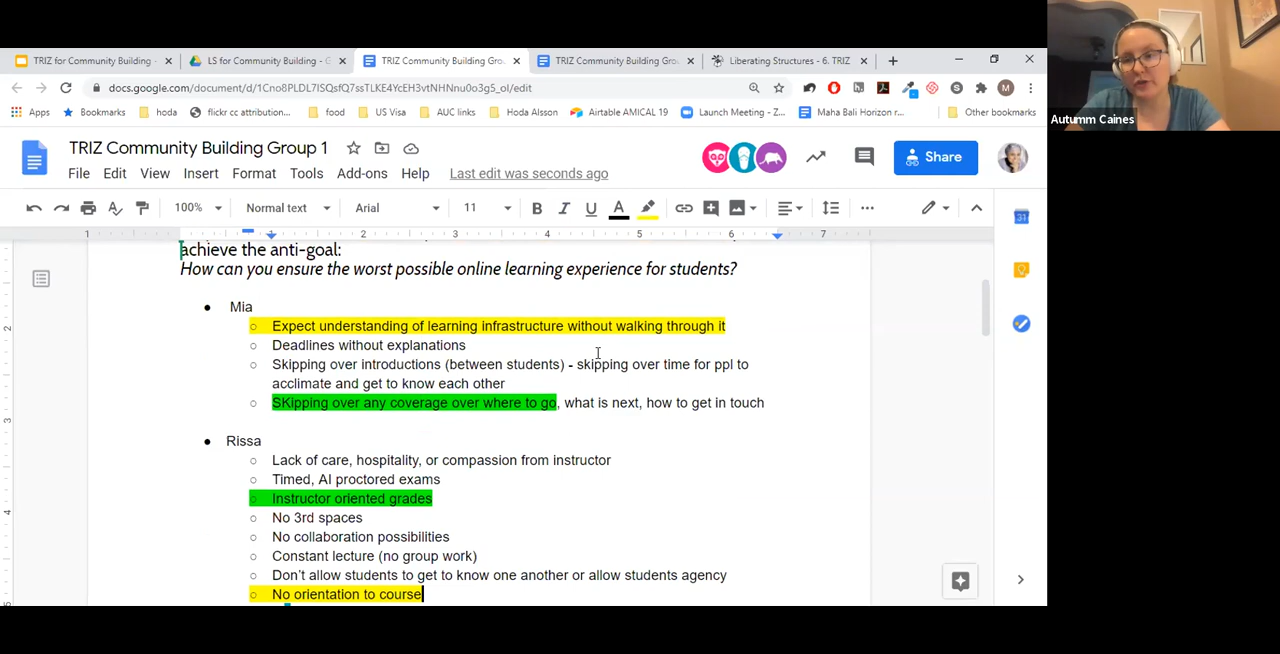 TRIZ for Community Building -
LS for Community Building - G
TRIZ Community Building Gro
TRIZ Community Building Gro
Liberating Structures - 6. TRIZ
docs.google.com/document/d/1Cno8PLDL7lSQsfQ7ssTLKE4YcEH3vtNHNnu0o3g5_oI/edit
Apps
Bookmarks
hoda
flickr cc attribution...
food
US Visa
AUC links
Hoda Alsson
Airtable AMICAL 19
Launch Meeting - Z...
Maha Bali Horizon r...
Other bookmarks
Autumm Caines
TRIZ Community Building Group 1
Share
File Edit View Insert Format Tools Add-ons Help Last edit was seconds ago
100% Normal text Arial 11 B I U A
1 1 2 3 4 5 6 7
achieve the anti-goal:
How can you ensure the worst possible online learning experience for students?
● Mia
○ Expect understanding of learning infrastructure without walking through it
○ Deadlines without explanations
○ Skipping over introductions (between students) - skipping over time for ppl to
acclimate and get to know each other
○ SKipping over any coverage over where to go, what is next, how to get in touch
● Rissa
○ Lack of care, hospitality, or compassion from instructor
○ Timed, AI proctored exams
○ Instructor oriented grades
○ No 3rd spaces
○ No collaboration possibilities
○ Constant lecture (no group work)
○ Don't allow students to get to know one another or allow students agency
○ No orientation to course